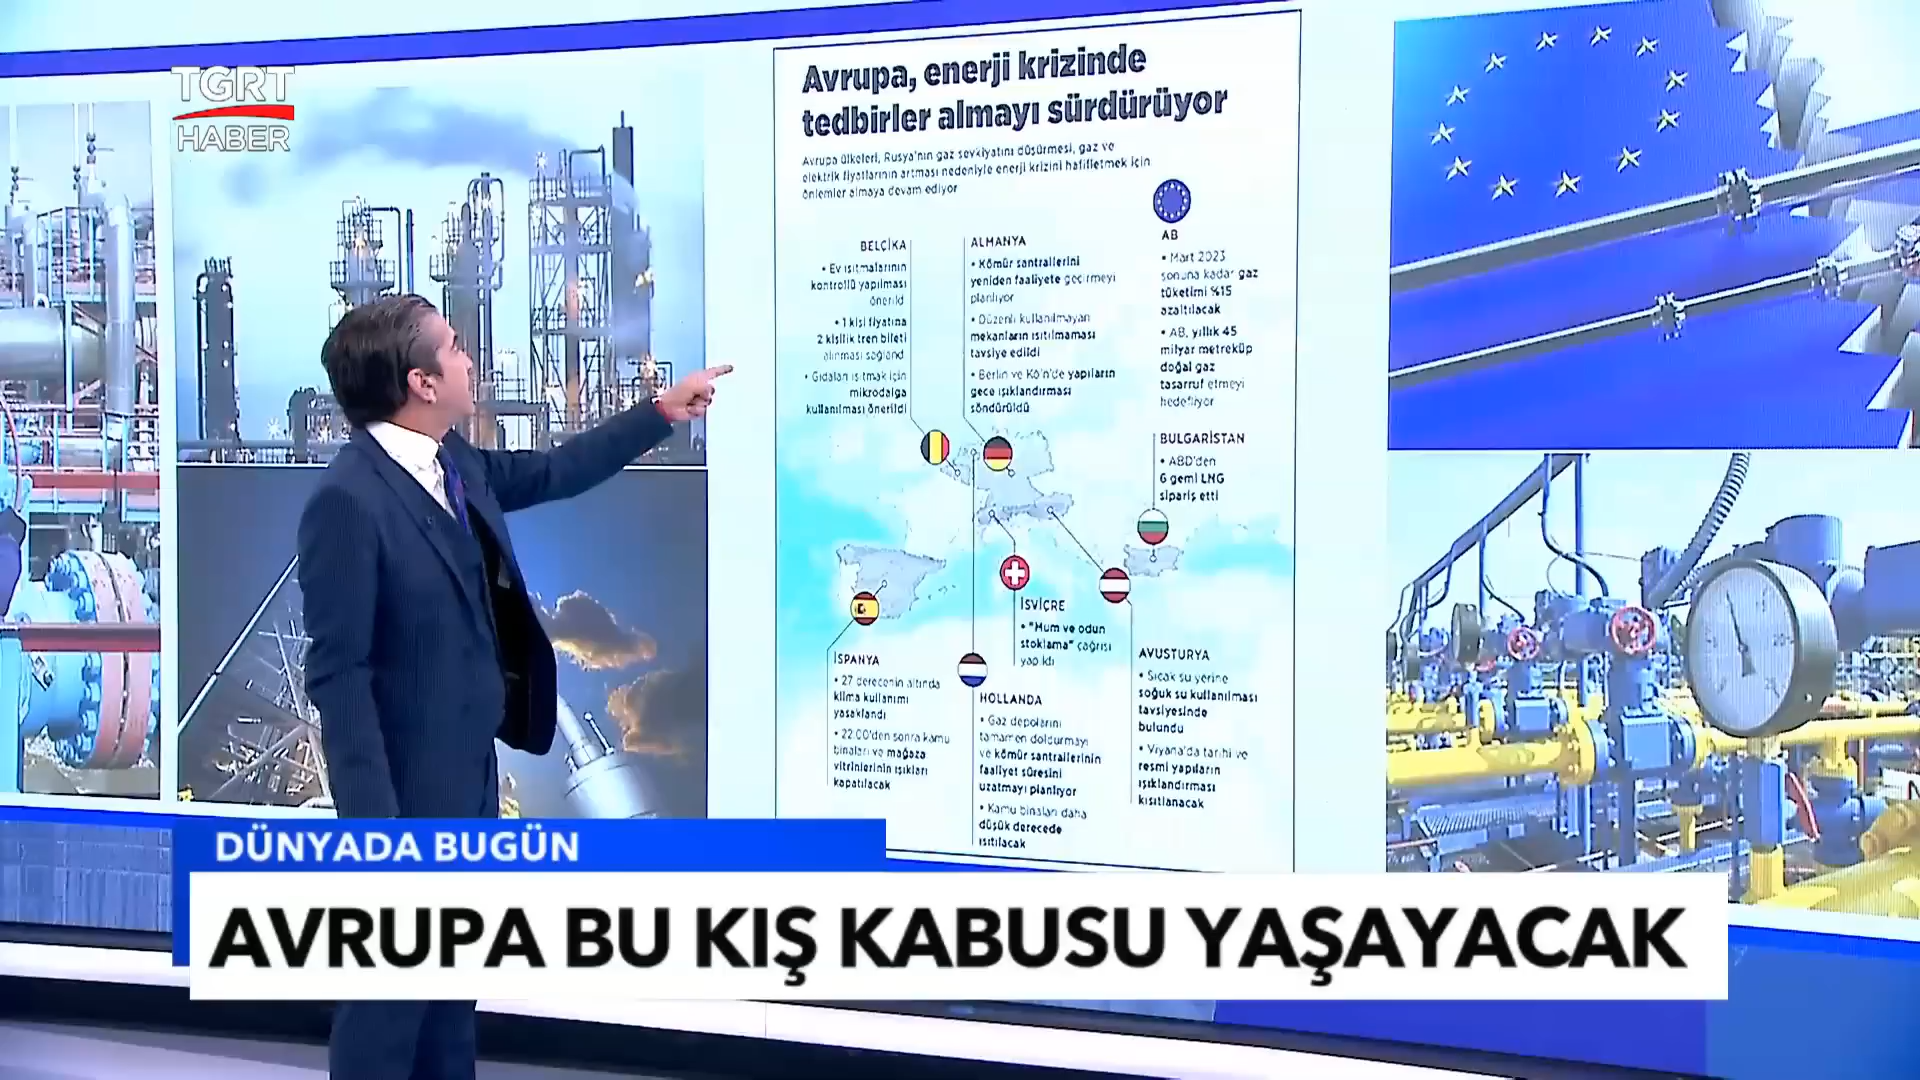 TGRT
HABER
Avrupa, enerji krizinde
tedbirler almayı sürdürüyor
Avrupa ülkeleri, Rusya'nın gaz sevkiyatını düşürmesi, gaz ve
elektrik fiyatlarının artması nedeniyle enerji krizini hafifletmek için
önlemler almaya devam ediyor
BELÇİKA
• Ev ısıtmalarının
kontrollü yapılması
önerildi
• 1 kişi fiyatına
2 kişilik tren bileti
alınması sağlandı
• Gıdaları ısıtmak için
mikrodalga
kullanılması önerildi
ALMANYA
• Kömür santrallerini
yeniden faaliyete geçirmeyi
planlıyor
• Düzenli kullanılmayan
mekanların ısıtılmaması
tavsiye edildi
• Berlin ve Köln'de yapıların
gece ışıklandırması
söndürüldü
AB
• Mart 2023
sonuna kadar gaz
tüketimi %15
azaltılacak
• AB, yıllık 45
milyar metreküp
doğal gaz
tasarruf etmeyi
hedefliyor
BULGARİSTAN
• ABD'den
6 gemi LNG
sipariş etti
İSVİÇRE
• "Mum ve odun
stoklama" çağrısı
yapıldı
İSPANYA
• 27 derecenin altında
klima kullanımı
yasaklandı
• 22.00'den sonra kamu
binaları ve mağaza
vitrinlerinin ışıkları
kapatılacak
HOLLANDA
• Gaz depolarını
tamamen doldurmayı
ve kömür santrallerinin
faaliyet süresini
uzatmayı planlıyor
• Kamu binaları daha
düşük derecede
ısıtılacak
AVUSTURYA
• Sıcak su yerine
soğuk su kullanılması
tavsiyesinde
bulundu
• Viyana'da tarihi ve
resmi yapıların
ışıklandırması
kısıtlanacak
DÜNYADA BUGÜN
AVRUPA BU KIŞ KABUSU YAŞAYACAK